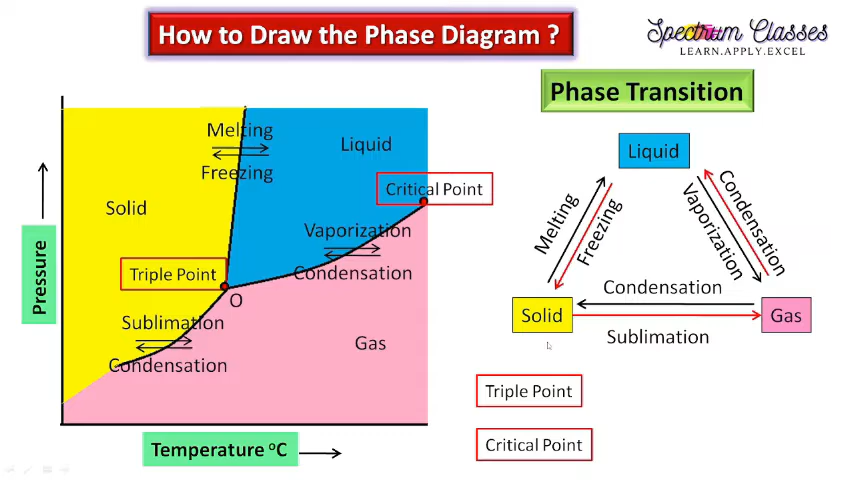 How to Draw the Phase Diagram ?
Spectrum Classes
LEARN.APPLY.EXCEL
Phase Transition
Melting
Freezing
Liquid
Solid
Critical Point
Vaporization
Condensation
Triple Point
O
Sublimation
Condensation
Gas
Pressure
Temperature ºC
Liquid
Melting
Freezing
Condensation
Vaporization
Condensation
Solid
Gas
Sublimation
Triple Point
Critical Point